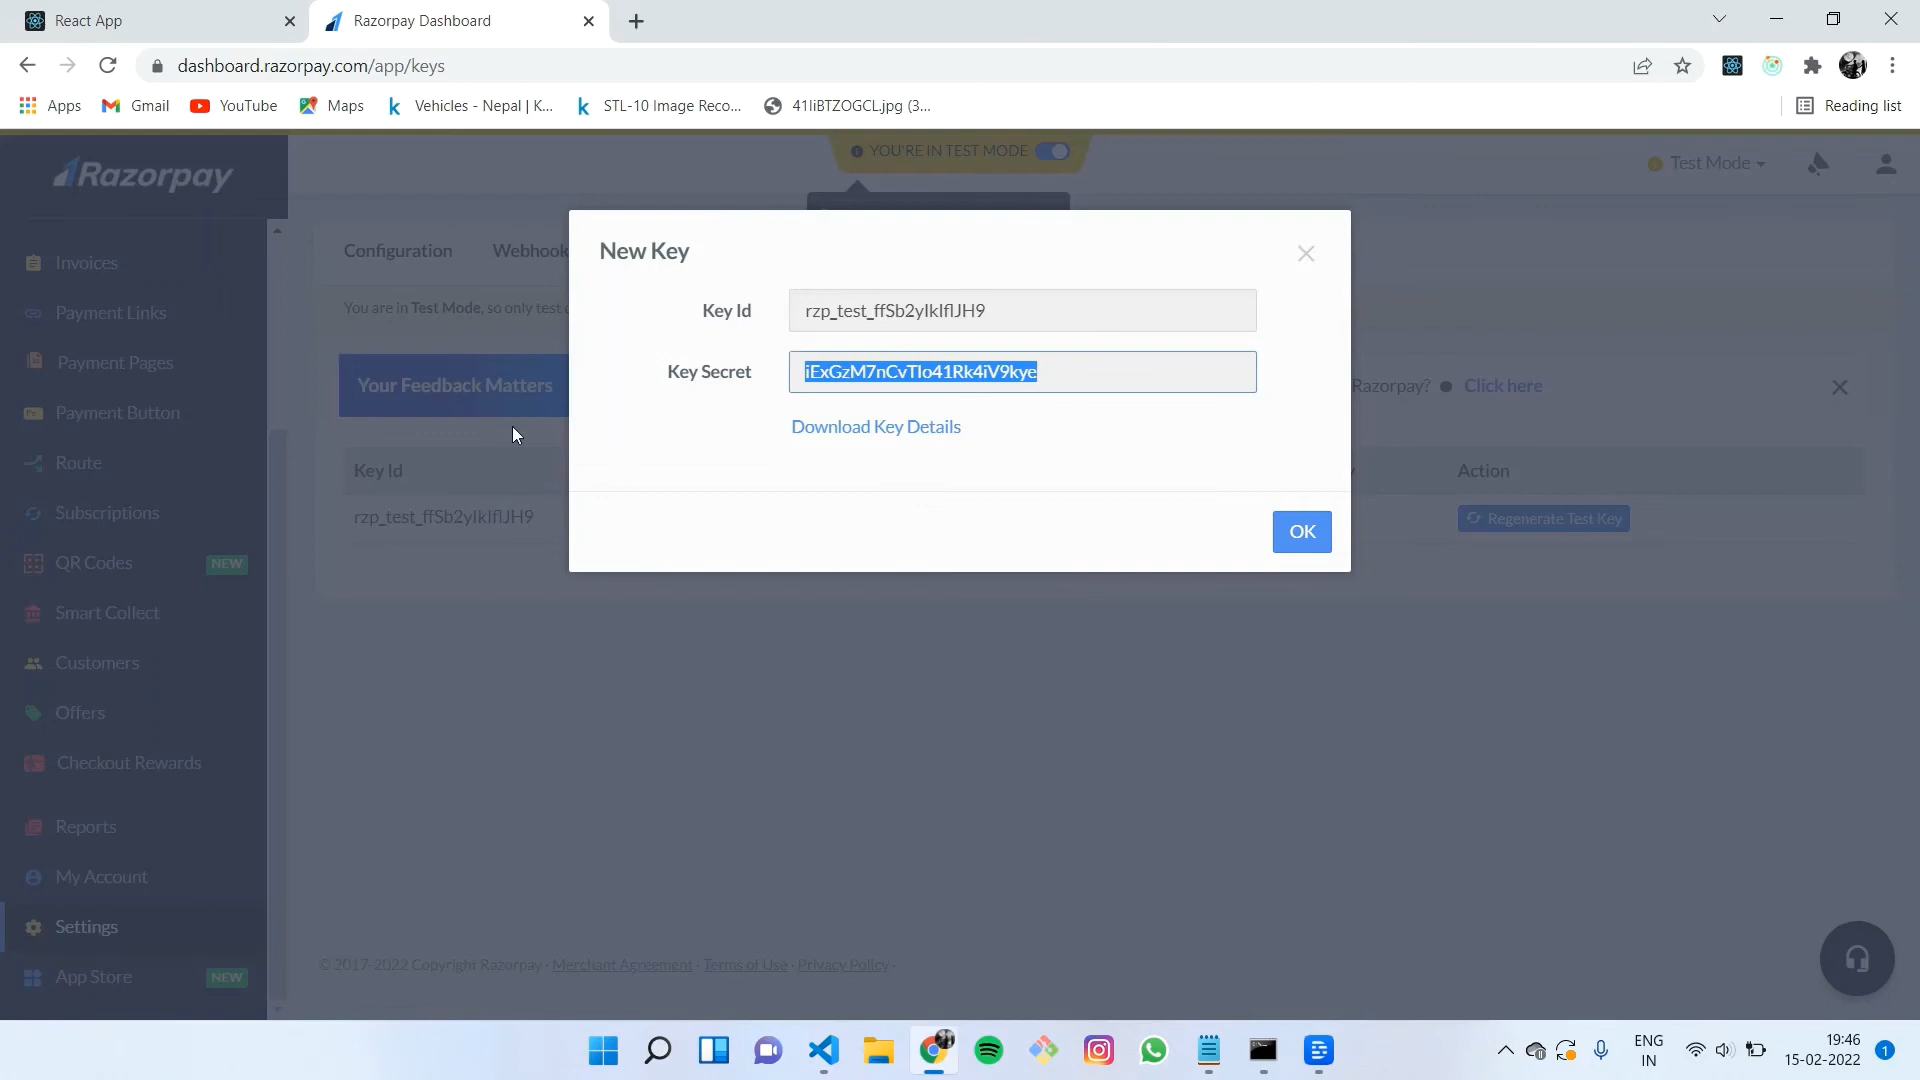 React App
Razorpay Dashboard
dashboard.razorpay.com/app/keys
Apps
Gmail
YouTube
Maps
Vehicles - Nepal | K...
STL-10 Image Reco...
41IiBTZOGCL.jpg (3...
Reading list
Razorpay
YOU'RE IN TEST MODE
Test Mode
Invoices
Payment Links
Payment Pages
Payment Button
Route
Subscriptions
QR Codes NEW
Smart Collect
Customers
Offers
Checkout Rewards
Reports
My Account
Settings
App Store NEW
Configuration
Webhook
You are in Test Mode, so only test
Your Feedback Matters
Razorpay? Click here
Key Id
Action
rzp_test_ffSb2yIkIflJH9
Regenerate Test Key
New Key
Key Id
rzp_test_ffSb2yIkIflJH9
Key Secret
iExGzM7nCvTIo41Rk4iV9kye
Download Key Details
OK
© 2017-2022 Copyright Razorpay · Merchant Agreement · Terms of Use · Privacy Policy ·
ENG
IN
19:46
15-02-2022
1